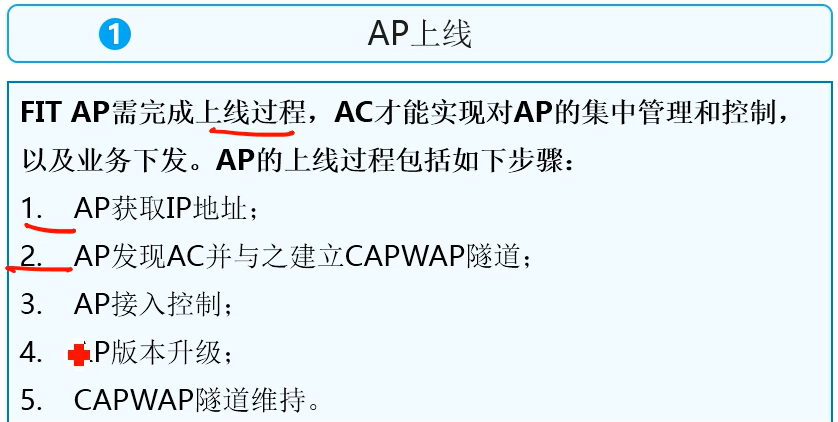 1 AP上线
FIT AP需完成上线过程，AC才能实现对AP的集中管理和控制，
以及业务下发。AP的上线过程包括如下步骤：
1. AP获取IP地址；
2. AP发现AC并与之建立CAPWAP隧道；
3. AP接入控制；
4. AP版本升级；
5. CAPWAP隧道维持。